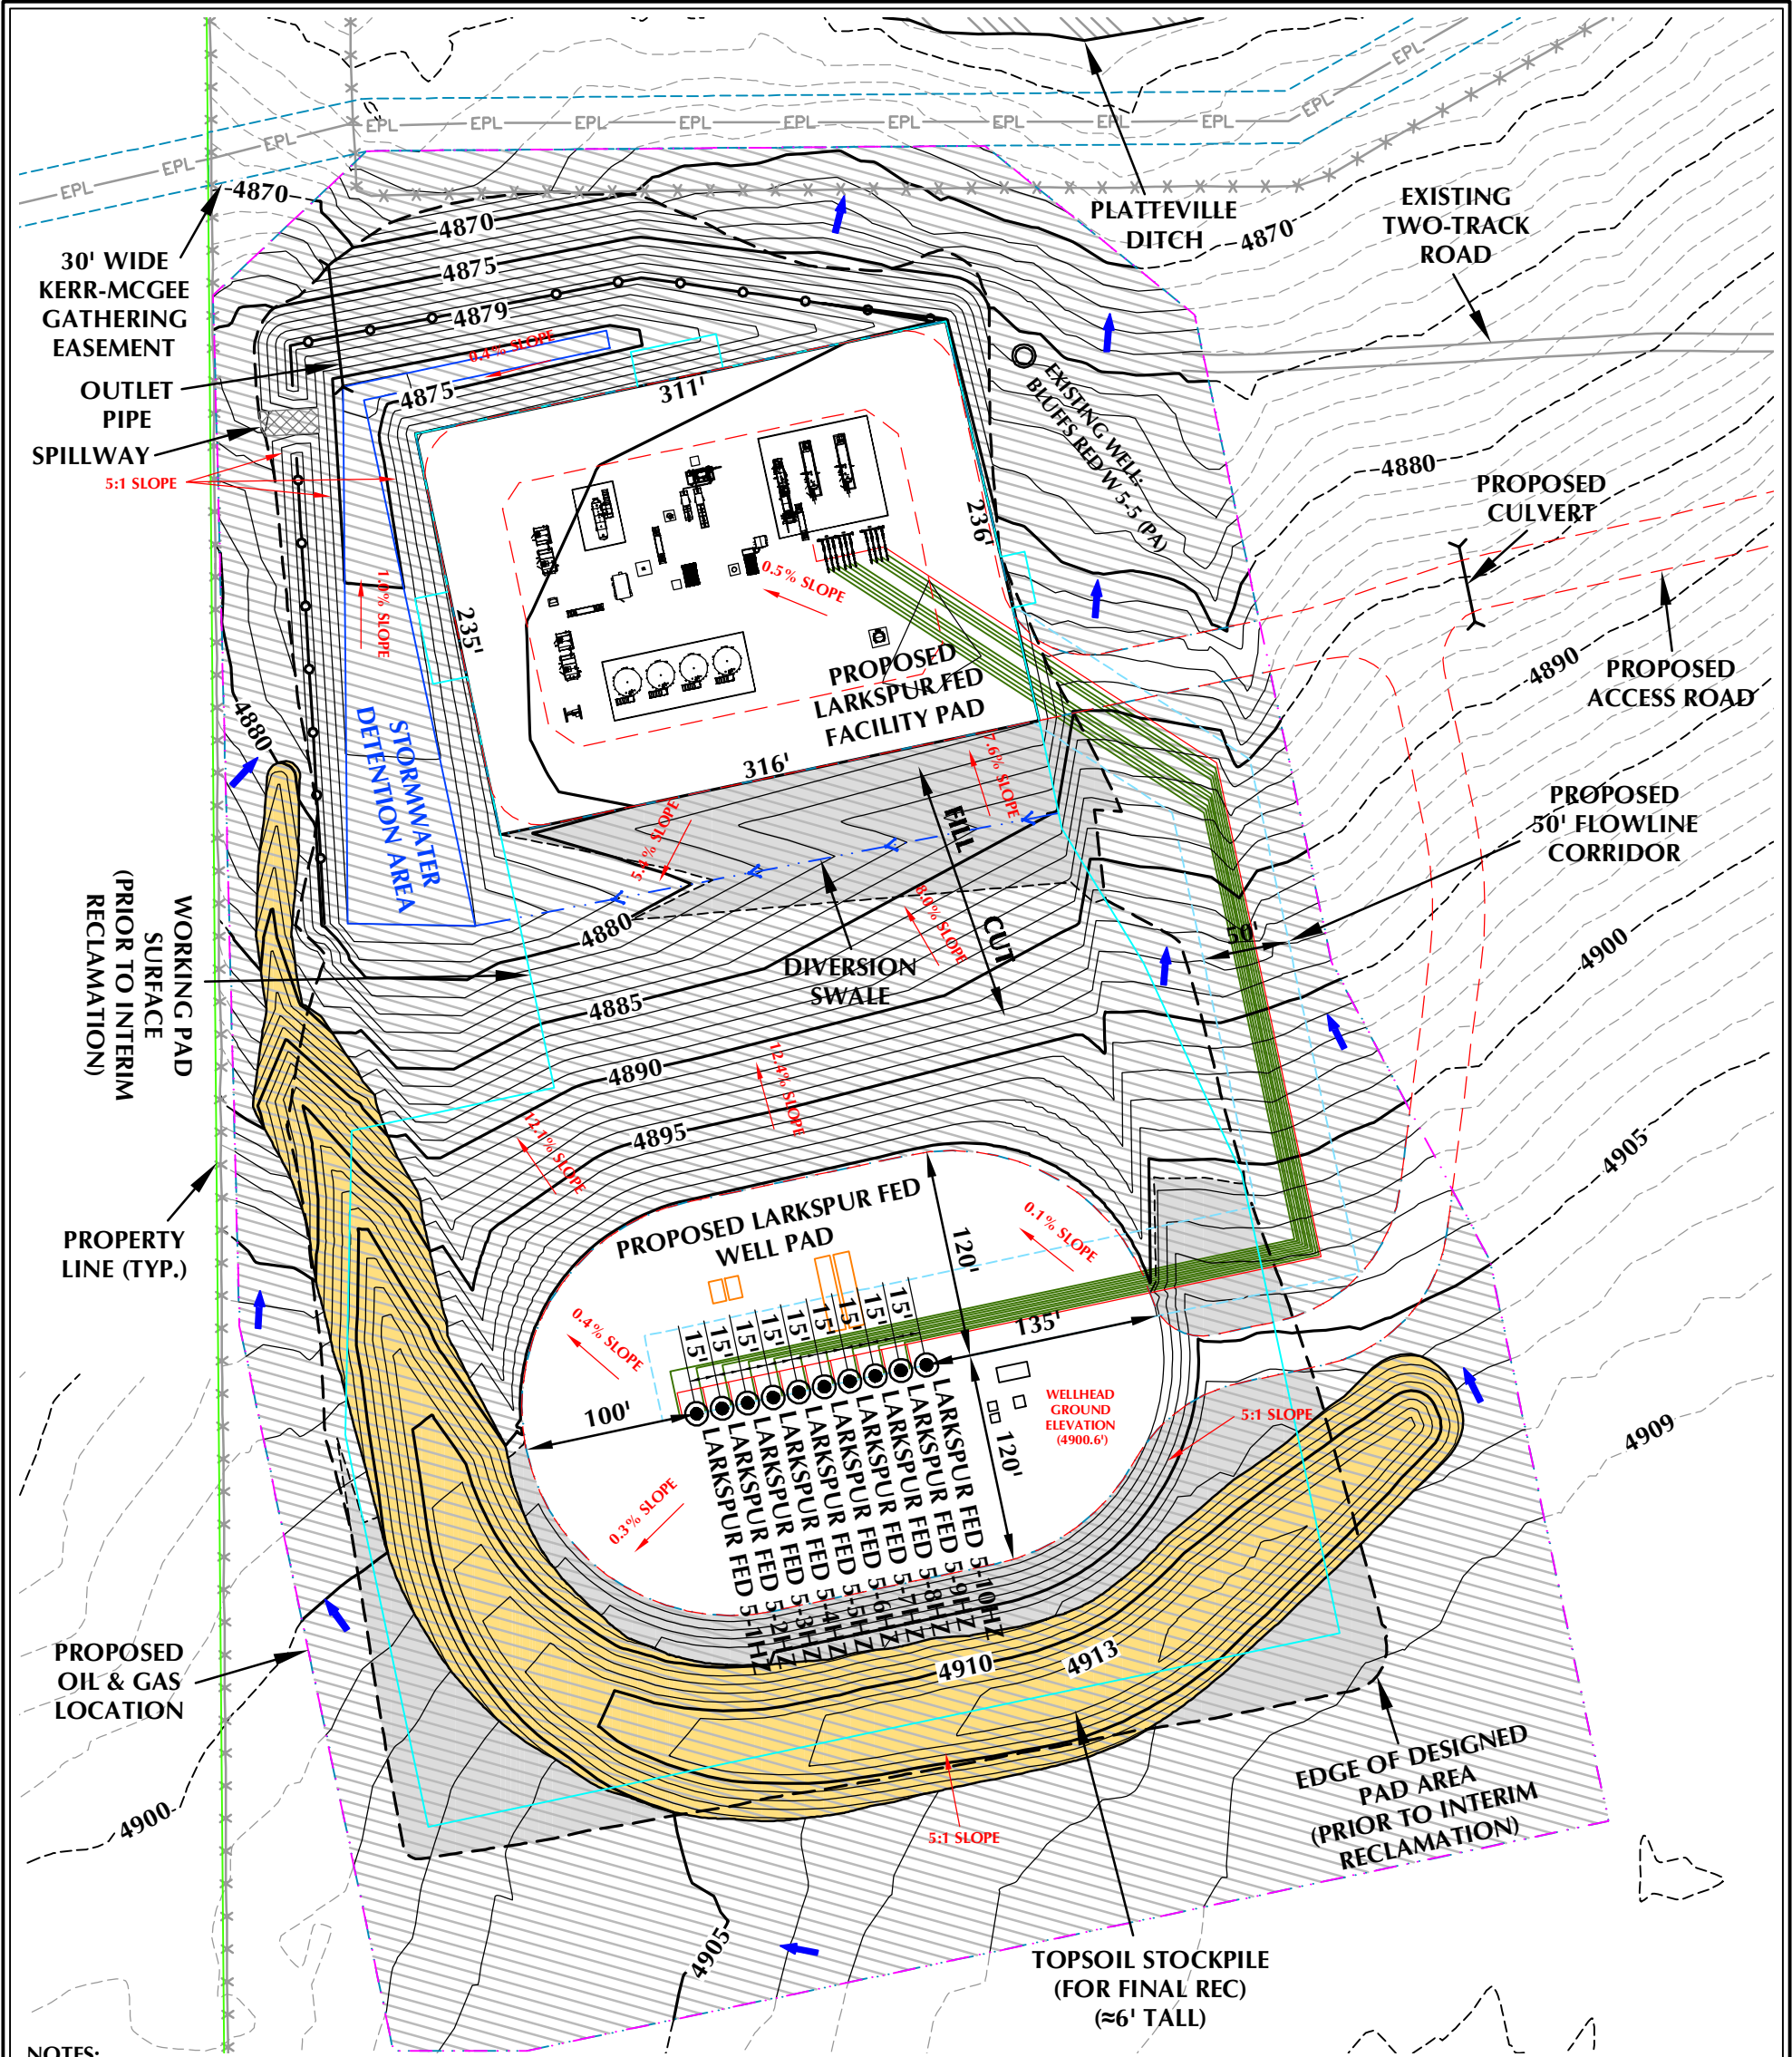 EPL
EPL
EPL
EPL
EPL
EPL
EPL
EPL
EPL
EPL
EPL
EPL
EPL
EPL
4870
4870
4875
4879
4875
4870
PLATTEVILLE
DITCH
EXISTING
TWO-TRACK
ROAD
30' WIDE
KERR-MCGEE
GATHERING
EASEMENT
OUTLET
PIPE
SPILLWAY
5:1 SLOPE
0.4% SLOPE
311'
EXISTING WELL:
BLUFFS RED W 5-5 (PA)
4880
PROPOSED
CULVERT
236'
0.5% SLOPE
1.0% SLOPE
235'
PROPOSED
LARKSPUR FED
FACILITY PAD
4890
PROPOSED
ACCESS ROAD
4880
STORMWATER
DETENTION AREA
316'
7.6% SLOPE
5.4% SLOPE
FILL
CUT
8.0% SLOPE
PROPOSED
50' FLOWLINE
CORRIDOR
50'
4900
WORKING PAD
SURFACE
(PRIOR TO INTERIM
RECLAMATION)
4880
DIVERSION
SWALE
4885
4890
12.4% SLOPE
12.1% SLOPE
4895
4905
PROPERTY
LINE (TYP.)
PROPOSED LARKSPUR FED
WELL PAD
120'
0.1% SLOPE
0.4% SLOPE
15'
15'
15'
15'
15'
15'
15'
15'
15'
135'
100'
WELLHEAD
GROUND
ELEVATION
(4900.6')
120'
5:1 SLOPE
4909
0.3% SLOPE
LARKSPUR FED 5-1HZ
LARKSPUR FED 5-2HZ
LARKSPUR FED 5-3HZ
LARKSPUR FED 5-4HZ
LARKSPUR FED 5-5HZ
LARKSPUR FED 5-6HZ
LARKSPUR FED 5-7HZ
LARKSPUR FED 5-8HZ
LARKSPUR FED 5-9HZ
LARKSPUR FED 5-10HZ
PROPOSED
OIL & GAS
LOCATION
4910
4913
EDGE OF DESIGNED
PAD AREA
(PRIOR TO INTERIM
RECLAMATION)
4900
5:1 SLOPE
4905
TOPSOIL STOCKPILE
(FOR FINAL REC)
(≈6' TALL)
NOTES: